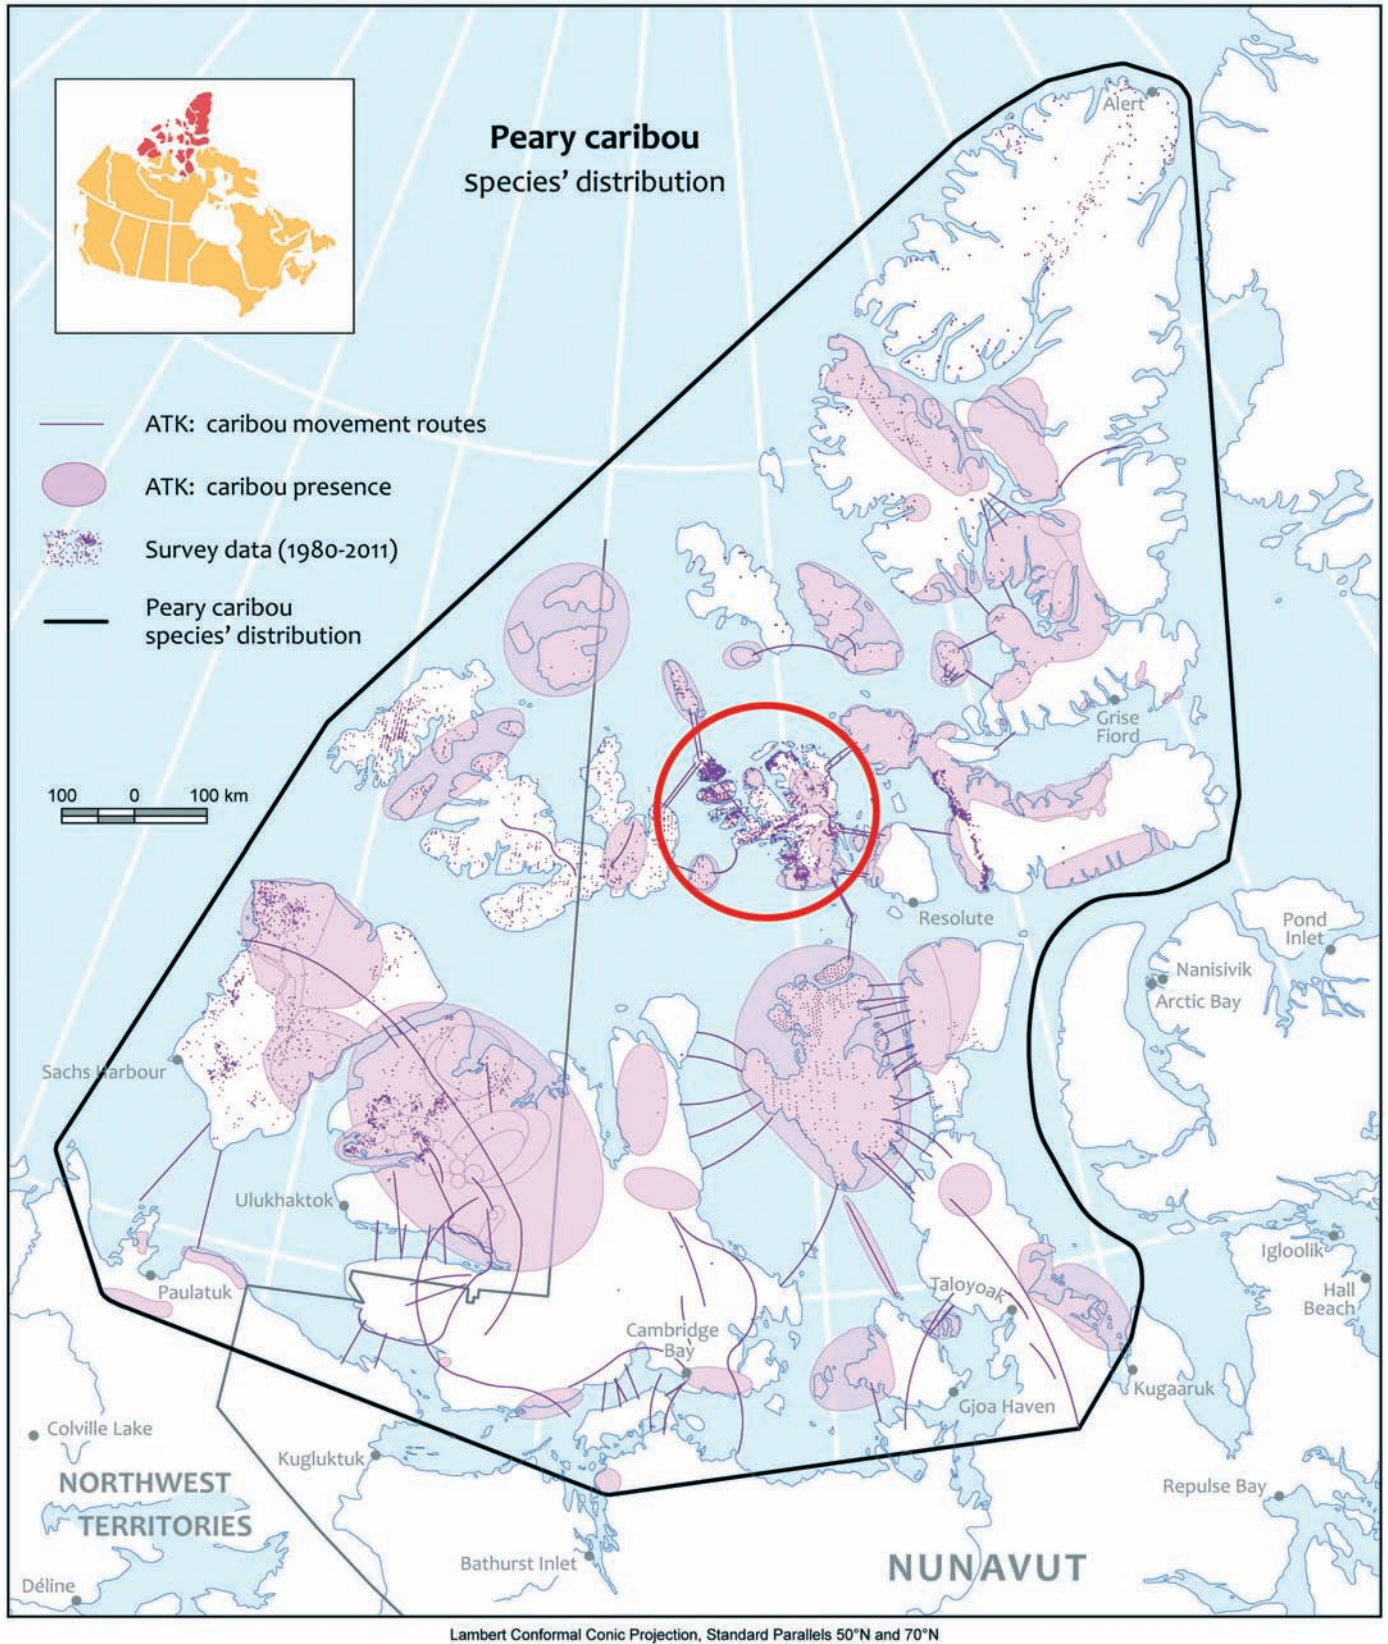 Peary caribou
Species' distribution
ATK: caribou movement routes
ATK: caribou presence
Survey data (1980-2011)
Peary caribou
species' distribution
100 0 100 km
Alert
Grise
Fiord
Resolute
Pond
Inlet
Nanisivik
Arctic Bay
Sachs Harbour
Ulukhaktok
Paulatuk
Igloolik
Hall
Beach
Taloyoak
Cambridge
Bay
Kugaaruk
Gjoa Haven
Colville Lake
Kugluktuk
NORTHWEST
TERRITORIES
Repulse Bay
Bathurst Inlet
NUNAVUT
Déline
Lambert Conformal Conic Projection, Standard Parallels 50°N and 70°N